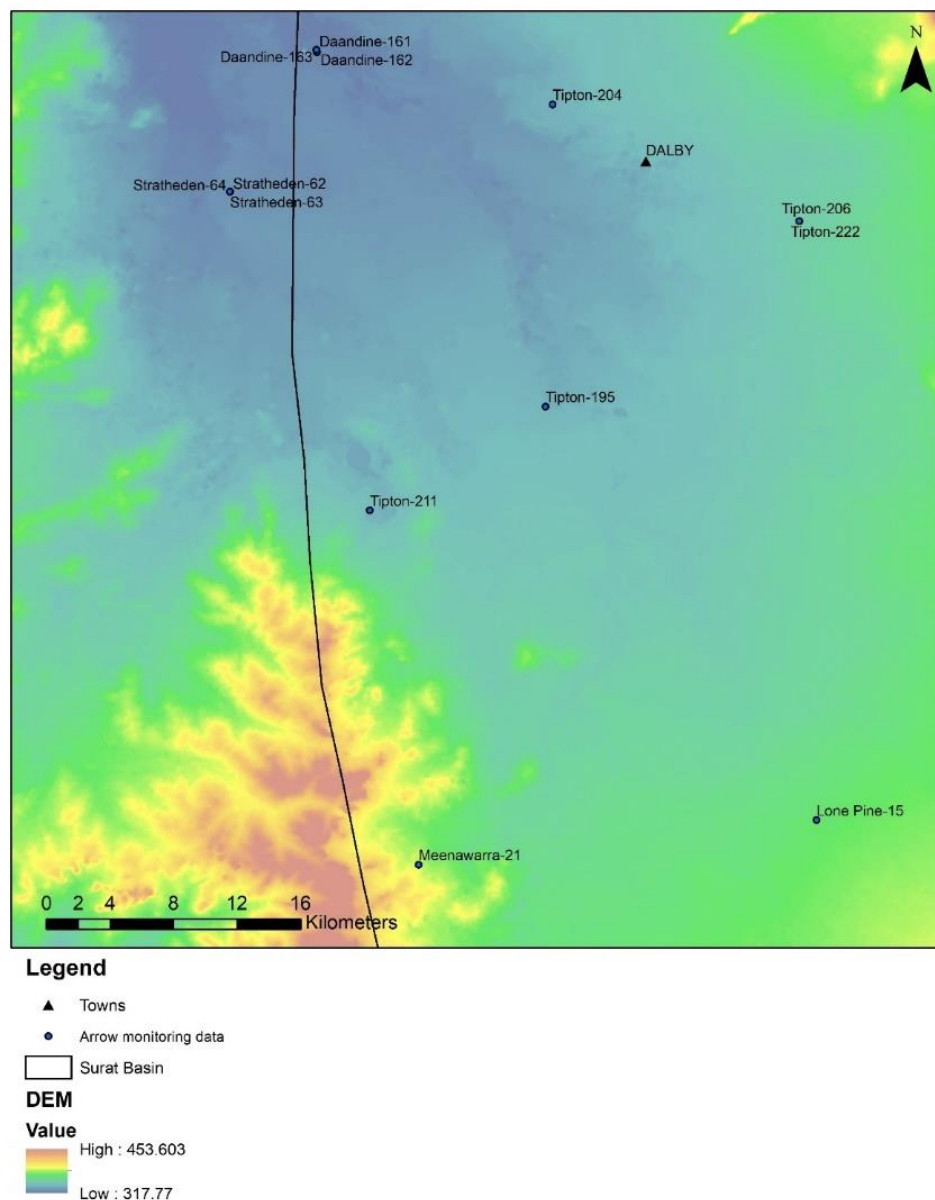 N
Daandine-161
Daandine-163 Daandine-162
Tipton-204
DALBY
Stratheden-64 Stratheden-62
Stratheden-63
Tipton-206
Tipton-222
Tipton-195
Tipton-211
Lone Pine-15
Meenawarra-21
0 2 4 8 12 16
Kilometers
Legend
Towns
Arrow monitoring data
Surat Basin
DEM
Value
High : 453.603
Low : 317.77